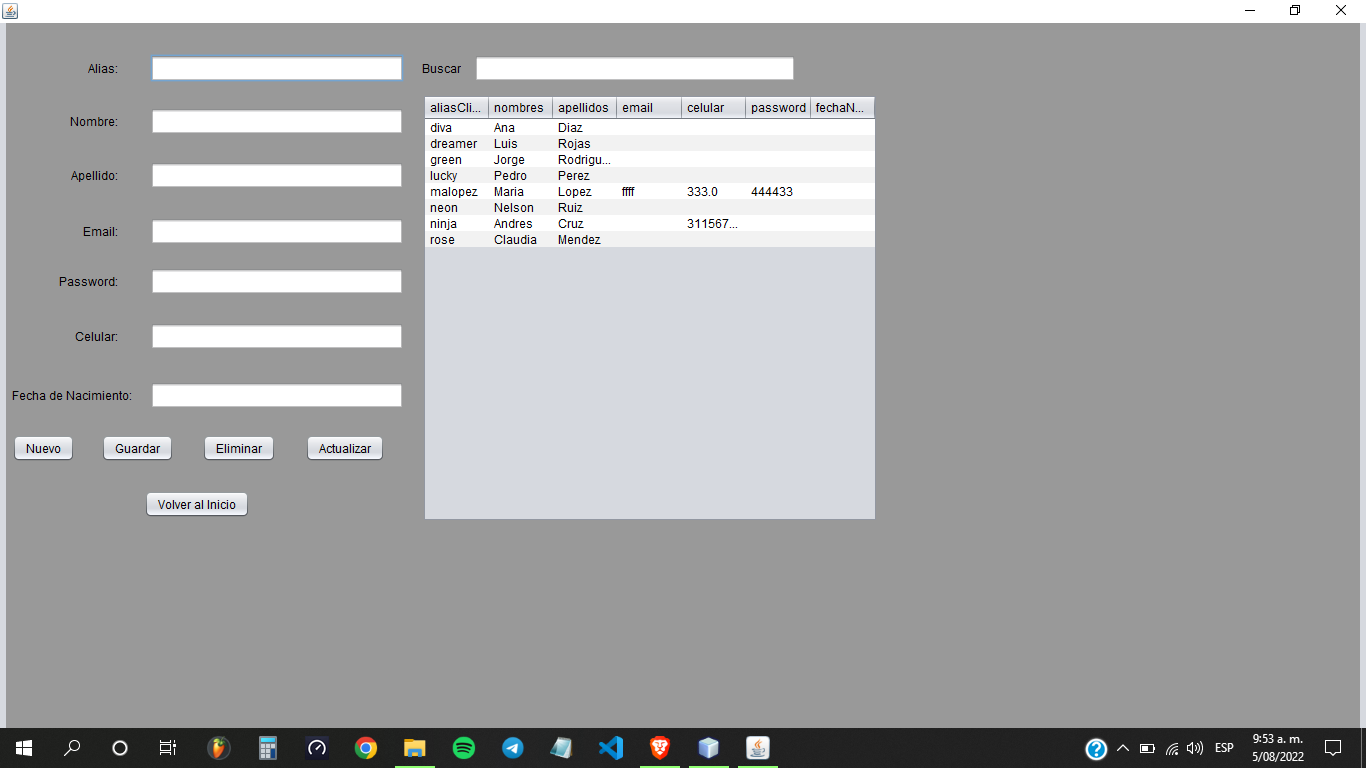 Alias:
Buscar
Nombre:
Apellido:
Email:
Password:
Celular:
Fecha de Nacimiento:
Nuevo Guardar Eliminar Actualizar
Volver al Inicio
aliasCli... nombres apellidos email celular password fechaN...
diva Ana Diaz
dreamer Luis Rojas
green Jorge Rodrigu...
lucky Pedro Perez
malopez Maria Lopez ffff 333.0 444433
neon Nelson Ruiz
ninja Andres Cruz 311567...
rose Claudia Mendez
ESP
9:53 a. m.
5/08/2022